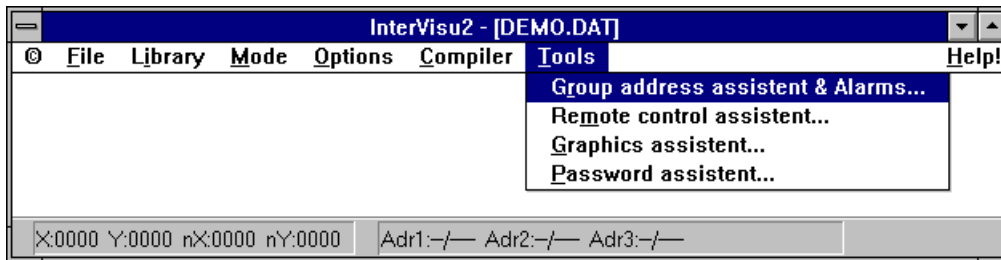 InterVisu2 - [DEMO.DAT]
© File Library Mode Options Compiler Tools Help!
Group address assistent & Alarms...
Remote control assistent...
Graphics assistent...
Password assistent...
X:0000 Y:0000 nX:0000 nY:0000 Adr1:–/–– Adr2:–/–– Adr3:–/––